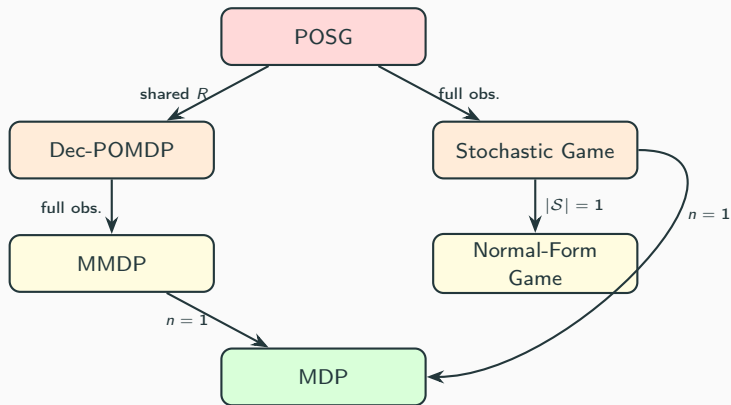 POSG
shared R
full obs.
Dec-POMDP
Stochastic Game
full obs.
|S| = 1
n = 1
MMDP
Normal-Form
Game
n = 1
MDP